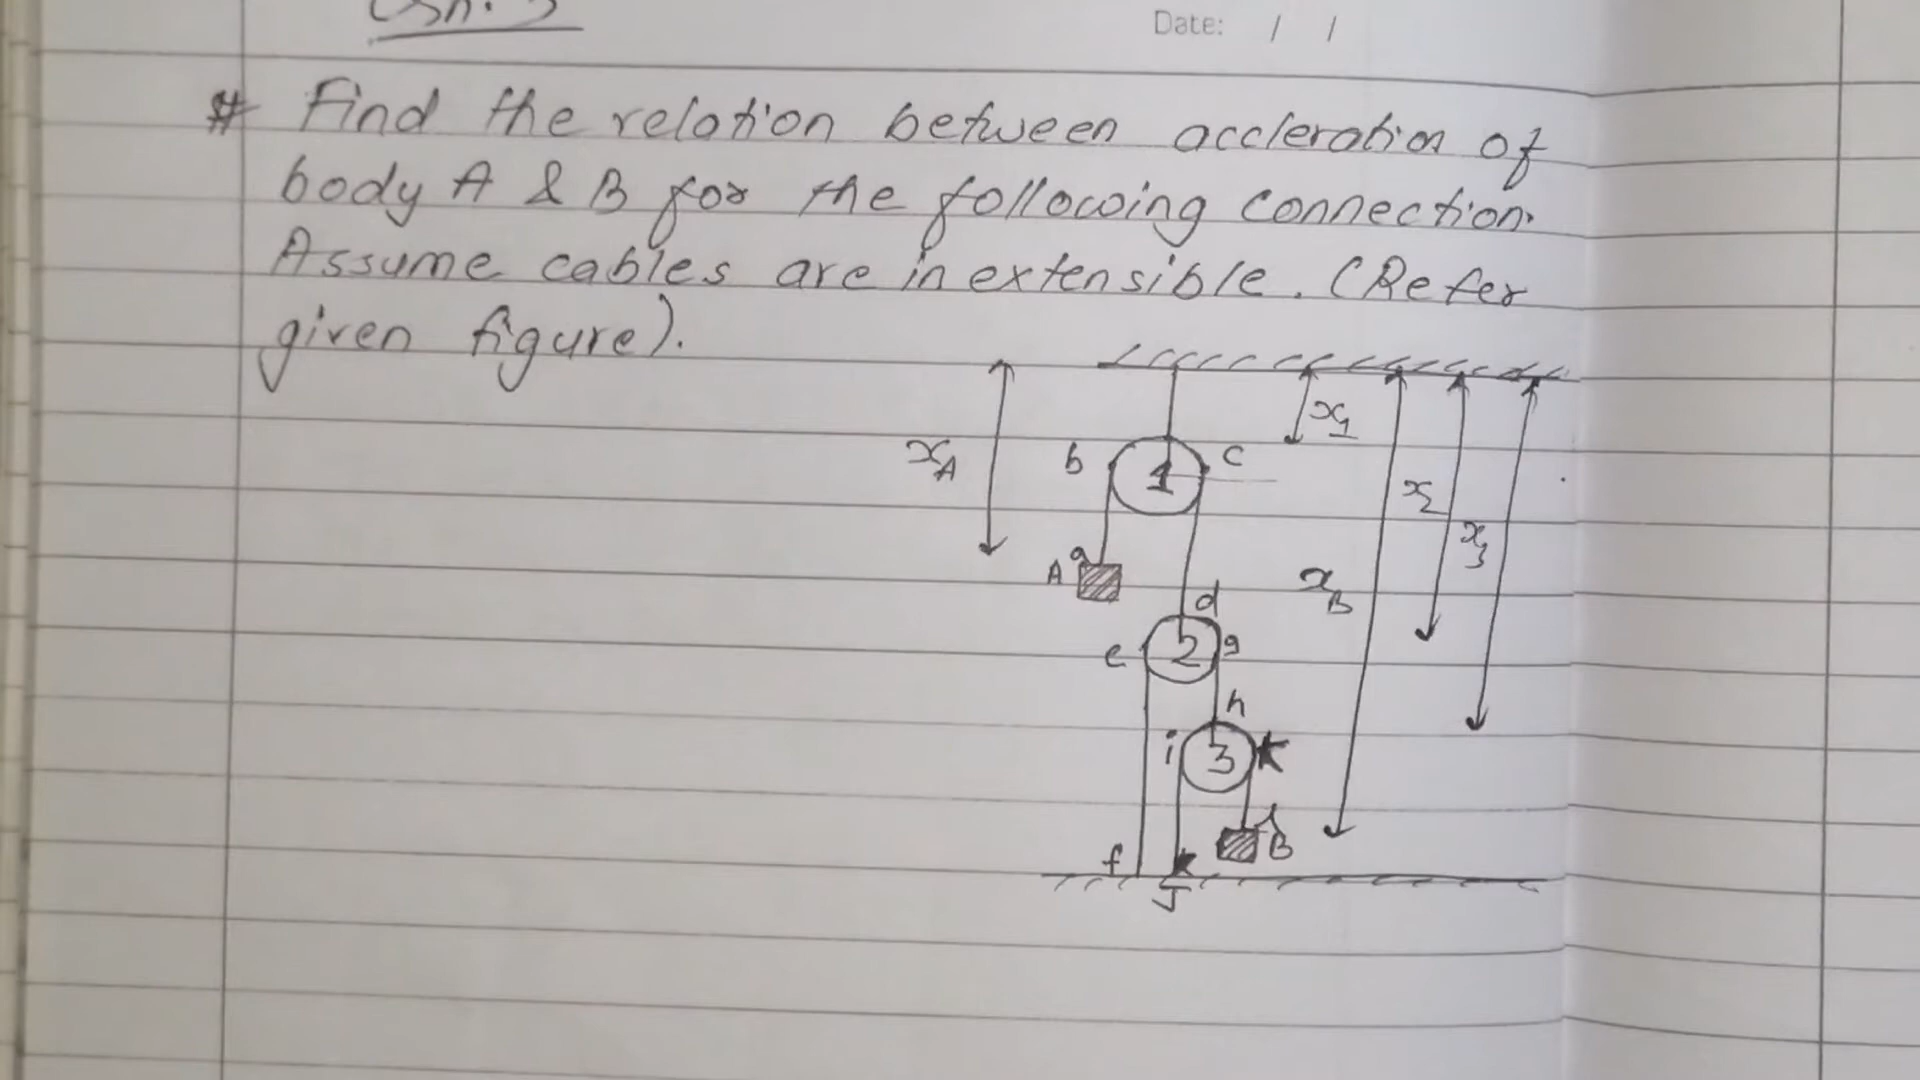 Date: / /
# Find the relation between accleration of
body A & B for the following connection.
Assume cables are inextensible. (Refer
given figure).
x1
xA
b
1
c
x2
x3
a
A
xB
d
e
2
g
h
i
3
k
f
B
J